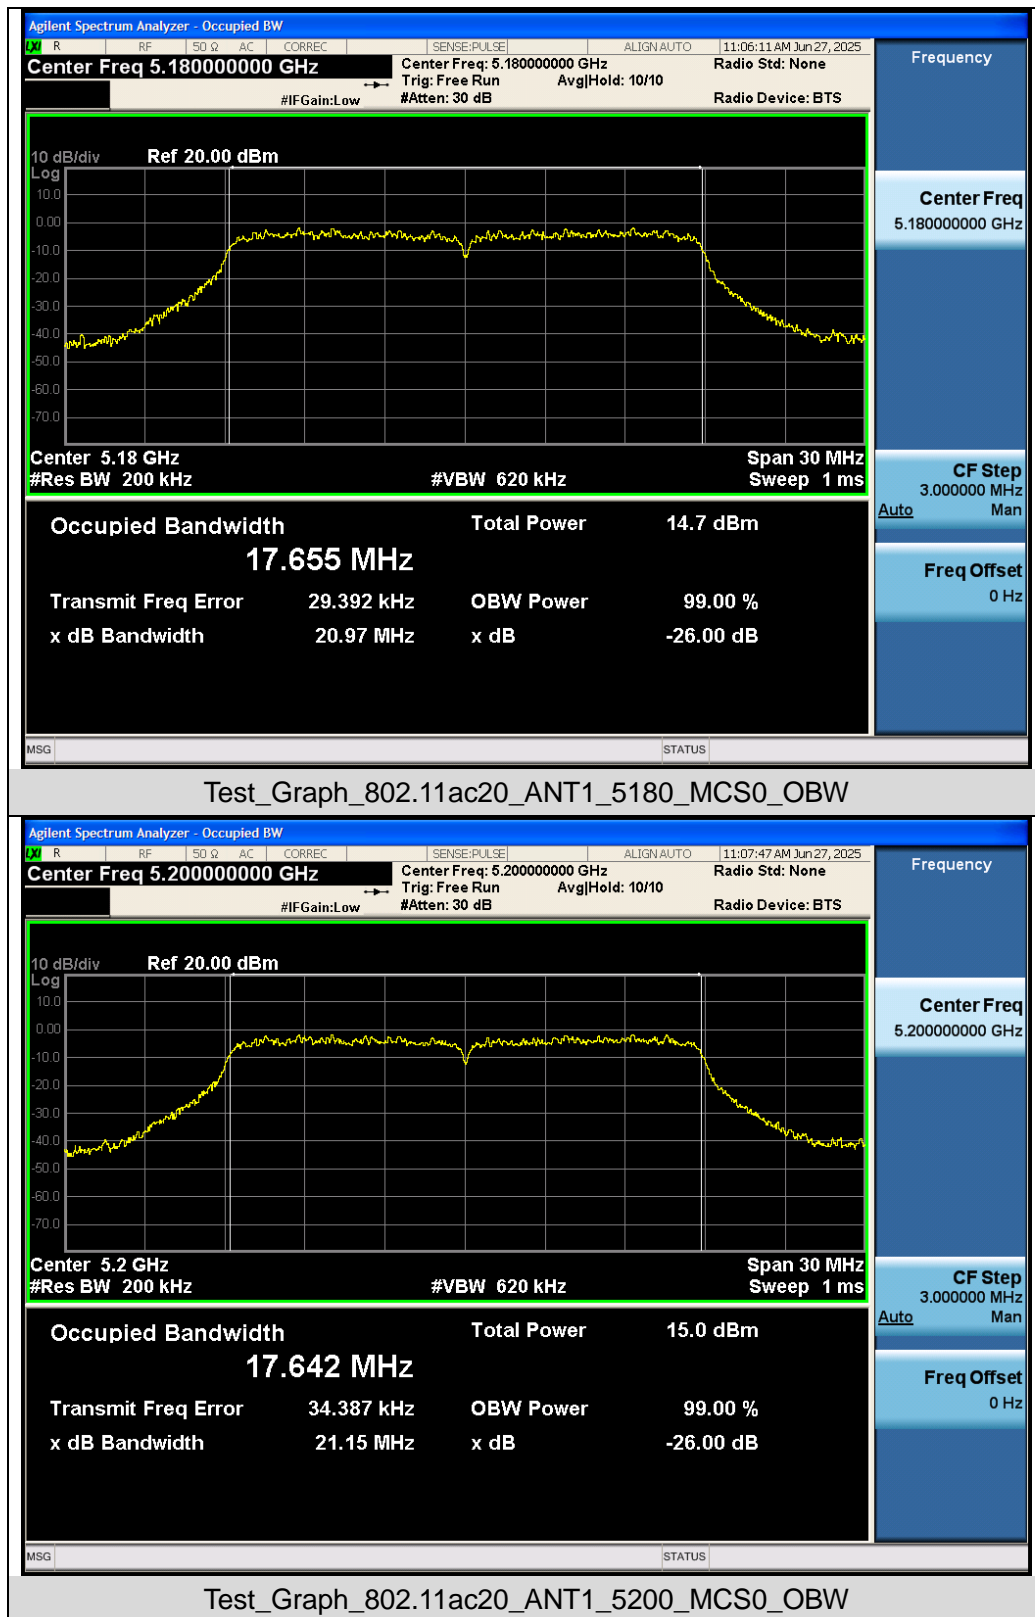 Agilent Spectrum Analyzer - Occupied BW
LXI R RF 50 Ω AC CORREC SENSE:PULSE ALIGN AUTO 11:06:11 AM Jun 27, 2025
Center Freq 5.180000000 GHz
Center Freq: 5.180000000 GHz Radio Std: None
Trig: Free Run Avg|Hold: 10/10
#IFGain:Low #Atten: 30 dB Radio Device: BTS
Frequency
10 dB/div Ref 20.00 dBm
Log
10.0
0.00
-10.0
-20.0
-30.0
-40.0
-50.0
-60.0
-70.0
Center Freq
5.180000000 GHz
Center 5.18 GHz Span 30 MHz
#Res BW 200 kHz #VBW 620 kHz Sweep 1 ms
CF Step
3.000000 MHz
Auto Man
Occupied Bandwidth Total Power 14.7 dBm
17.655 MHz
Transmit Freq Error 29.392 kHz OBW Power 99.00 %
x dB Bandwidth 20.97 MHz x dB -26.00 dB
Freq Offset
0 Hz
MSG STATUS
Test_Graph_802.11ac20_ANT1_5180_MCS0_OBW
Agilent Spectrum Analyzer - Occupied BW
LXI R RF 50 Ω AC CORREC SENSE:PULSE ALIGN AUTO 11:07:47 AM Jun 27, 2025
Center Freq 5.200000000 GHz
Center Freq: 5.200000000 GHz Radio Std: None
Trig: Free Run Avg|Hold: 10/10
#IFGain:Low #Atten: 30 dB Radio Device: BTS
Frequency
10 dB/div Ref 20.00 dBm
Log
10.0
0.00
-10.0
-20.0
-30.0
-40.0
-50.0
-60.0
-70.0
Center Freq
5.200000000 GHz
Center 5.2 GHz Span 30 MHz
#Res BW 200 kHz #VBW 620 kHz Sweep 1 ms
CF Step
3.000000 MHz
Auto Man
Occupied Bandwidth Total Power 15.0 dBm
17.642 MHz
Transmit Freq Error 34.387 kHz OBW Power 99.00 %
x dB Bandwidth 21.15 MHz x dB -26.00 dB
Freq Offset
0 Hz
MSG STATUS
Test_Graph_802.11ac20_ANT1_5200_MCS0_OBW